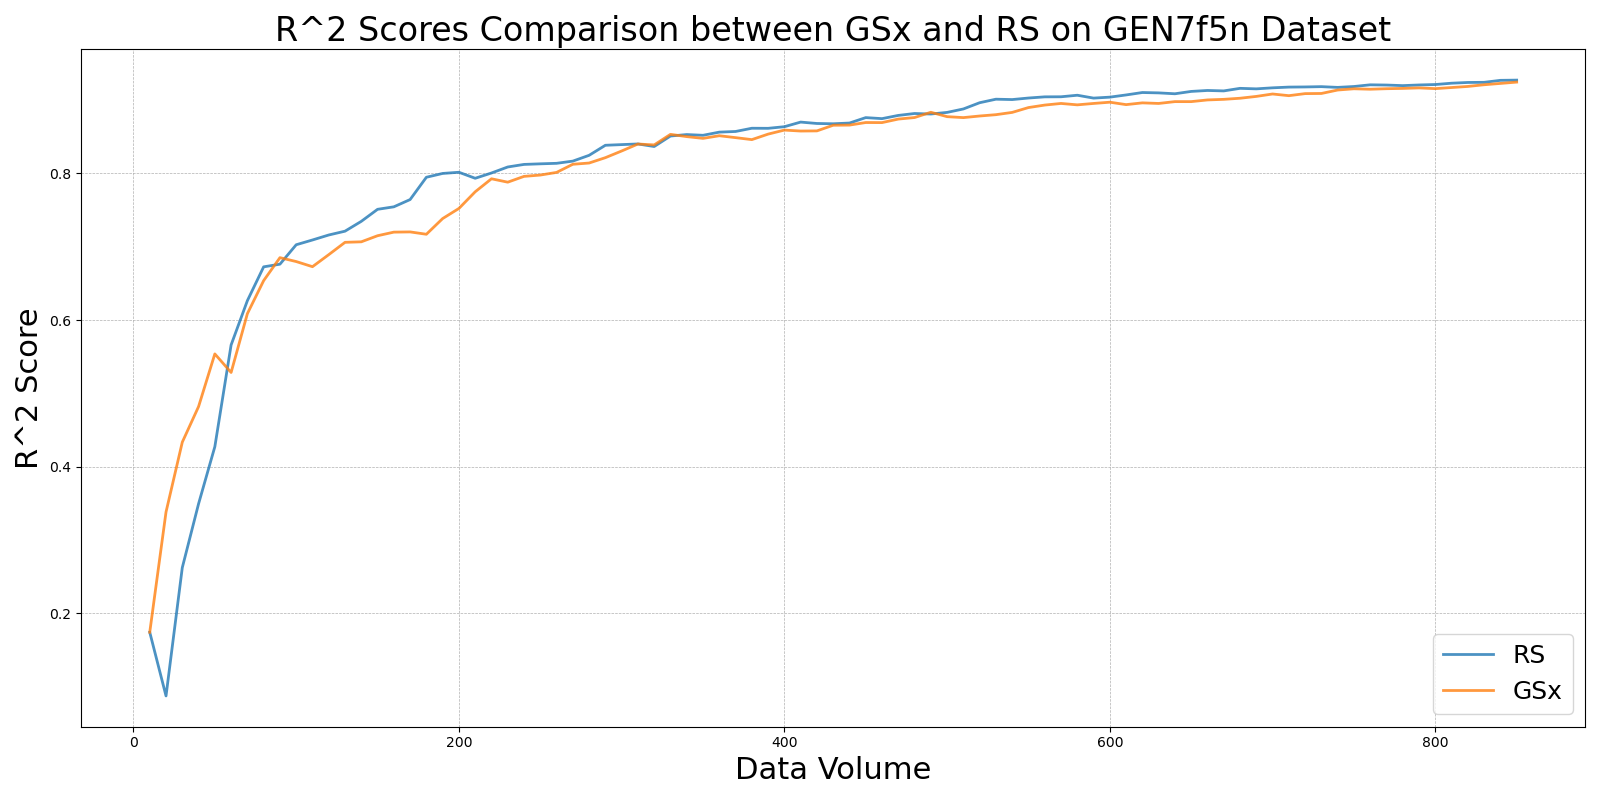 R^2 Scores Comparison between GSx and RS on GEN7f5n Dataset
R^2 Score
0.8
0.6
0.4
0.2
0
200
400
600
800
Data Volume
RS
GSx